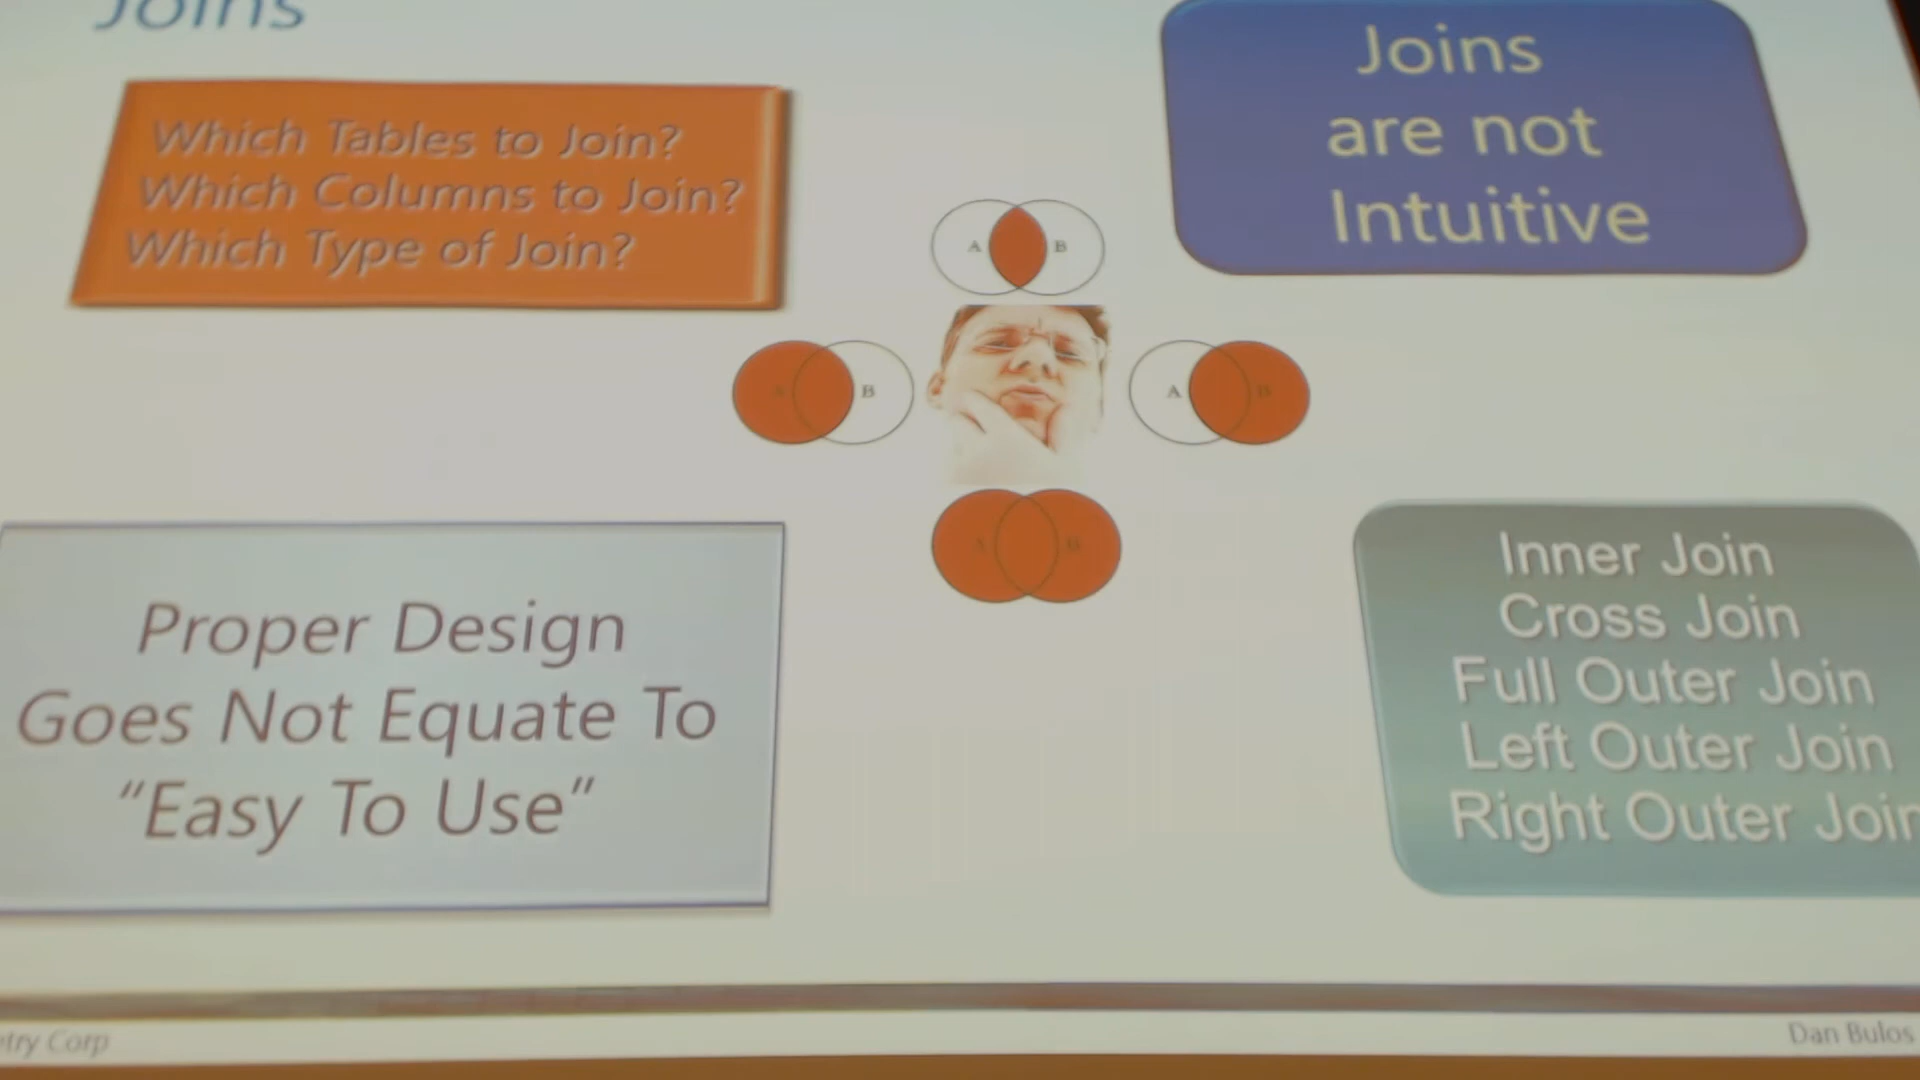 Joins
Which Tables to Join?
Which Columns to Join?
Which Type of Join?
Joins
are not
Intuitive
A B
A B
A B
A B
Proper Design
Goes Not Equate To
“Easy To Use”
Inner Join
Cross Join
Full Outer Join
Left Outer Join
Right Outer Join
etry Corp
Dan Bulos